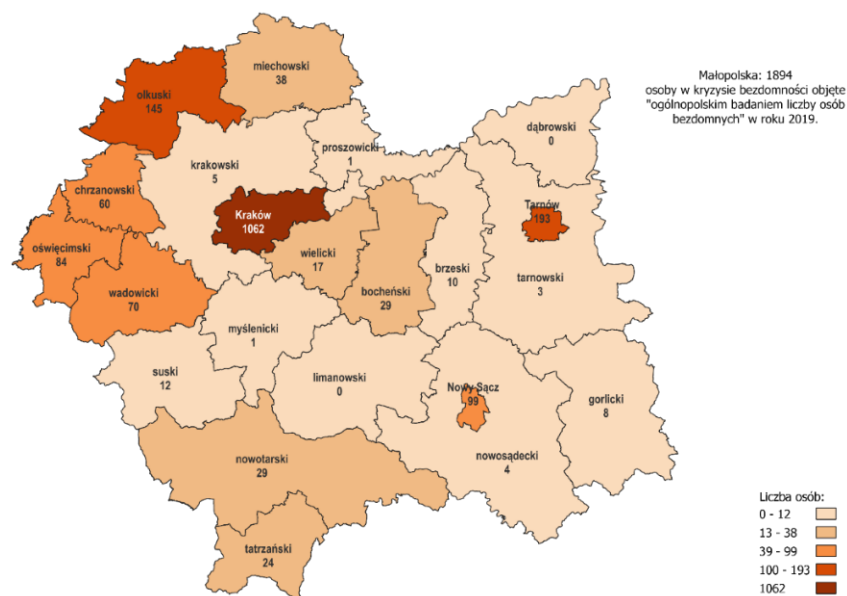 miechowski
38
olkuski
145
Małopolska: 1894
osoby w kryzysie bezdomności objęte
"ogólnopolskim badaniem liczby osób
bezdomnych" w roku 2019.
dąbrowski
0
proszowicki
1
krakowski
5
chrzanowski
60
Kraków
1062
Tarnów
193
oświęcimski
84
wielicki
17
bocheński
29
brzeski
10
tarnowski
3
wadowicki
70
myślenicki
1
suski
12
limanowski
0
Nowy Sącz
99
gorlicki
8
nowotarski
29
nowosądecki
4
tatrzański
24
Liczba osób:
0 - 12
13 - 38
39 - 99
100 - 193
1062